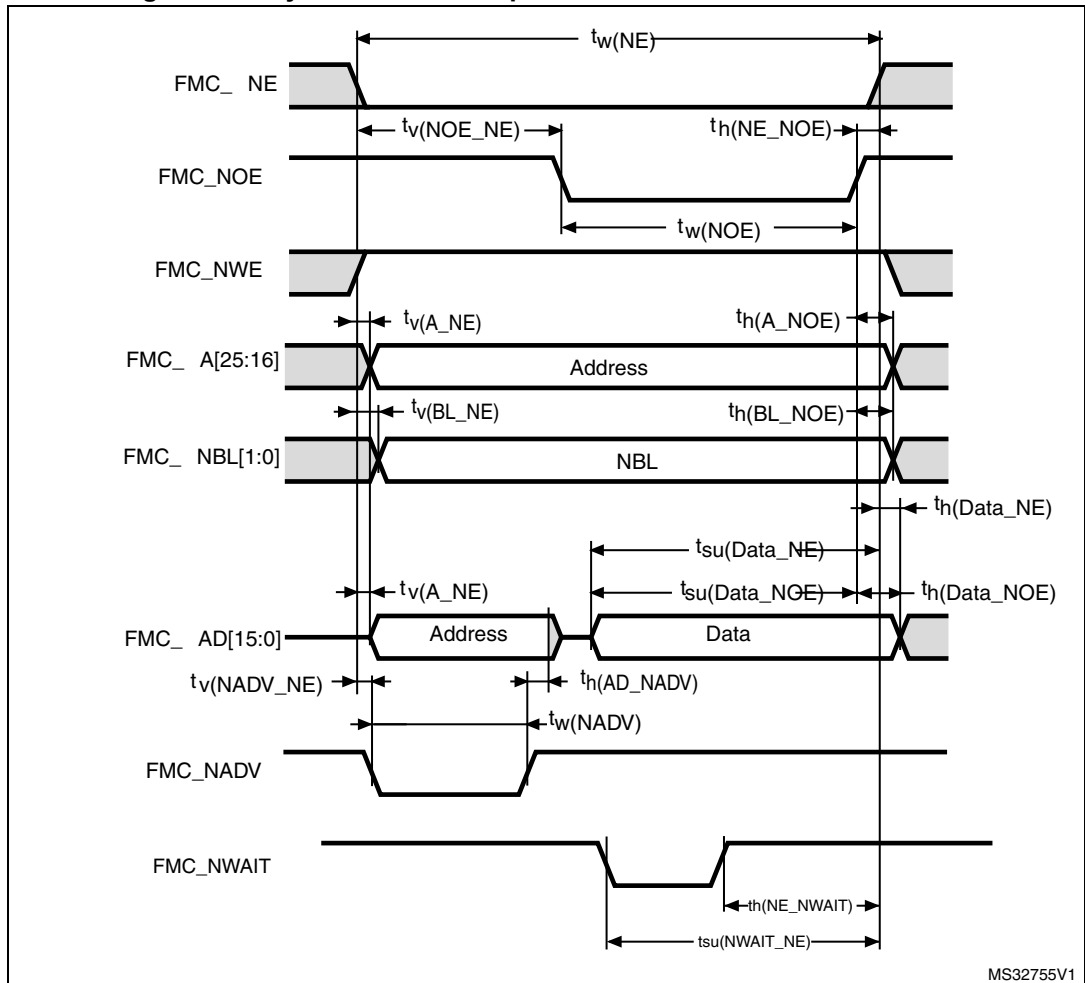 tw(NE)
FMC_ NE
tv(NOE_NE)
th(NE_NOE)
FMC_NOE
tw(NOE)
FMC_NWE
tv(A_NE)
th(A_NOE)
FMC_ A[25:16]
Address
tv(BL_NE)
th(BL_NOE)
FMC_ NBL[1:0]
NBL
th(Data_NE)
tsu(Data_NE)
tv(A_NE)
tsu(Data_NOE)
th(Data_NOE)
FMC_ AD[15:0]
Address
Data
tv(NADV_NE)
th(AD_NADV)
tw(NADV)
FMC_NADV
FMC_NWAIT
th(NE_NWAIT)
tsu(NWAIT_NE)
MS32755V1